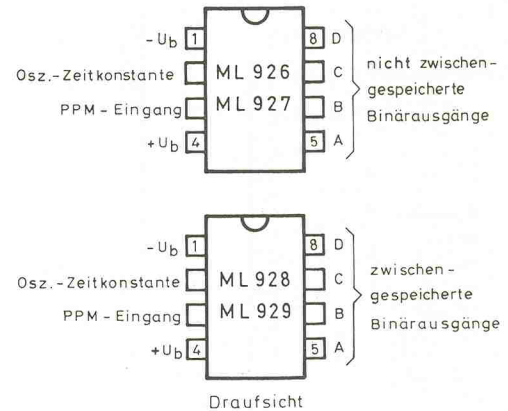 -Ub 1 8 D
Osz.-Zeitkonstante ML 926 C nicht zwischen-
gespeicherte
PPM-Eingang ML 927 B Binärausgänge
+Ub 4 5 A
-Ub 1 8 D
Osz.-Zeitkonstante ML 928 C zwischen-
gespeicherte
PPM-Eingang ML 929 B Binärausgänge
+Ub 4 5 A
Draufsicht